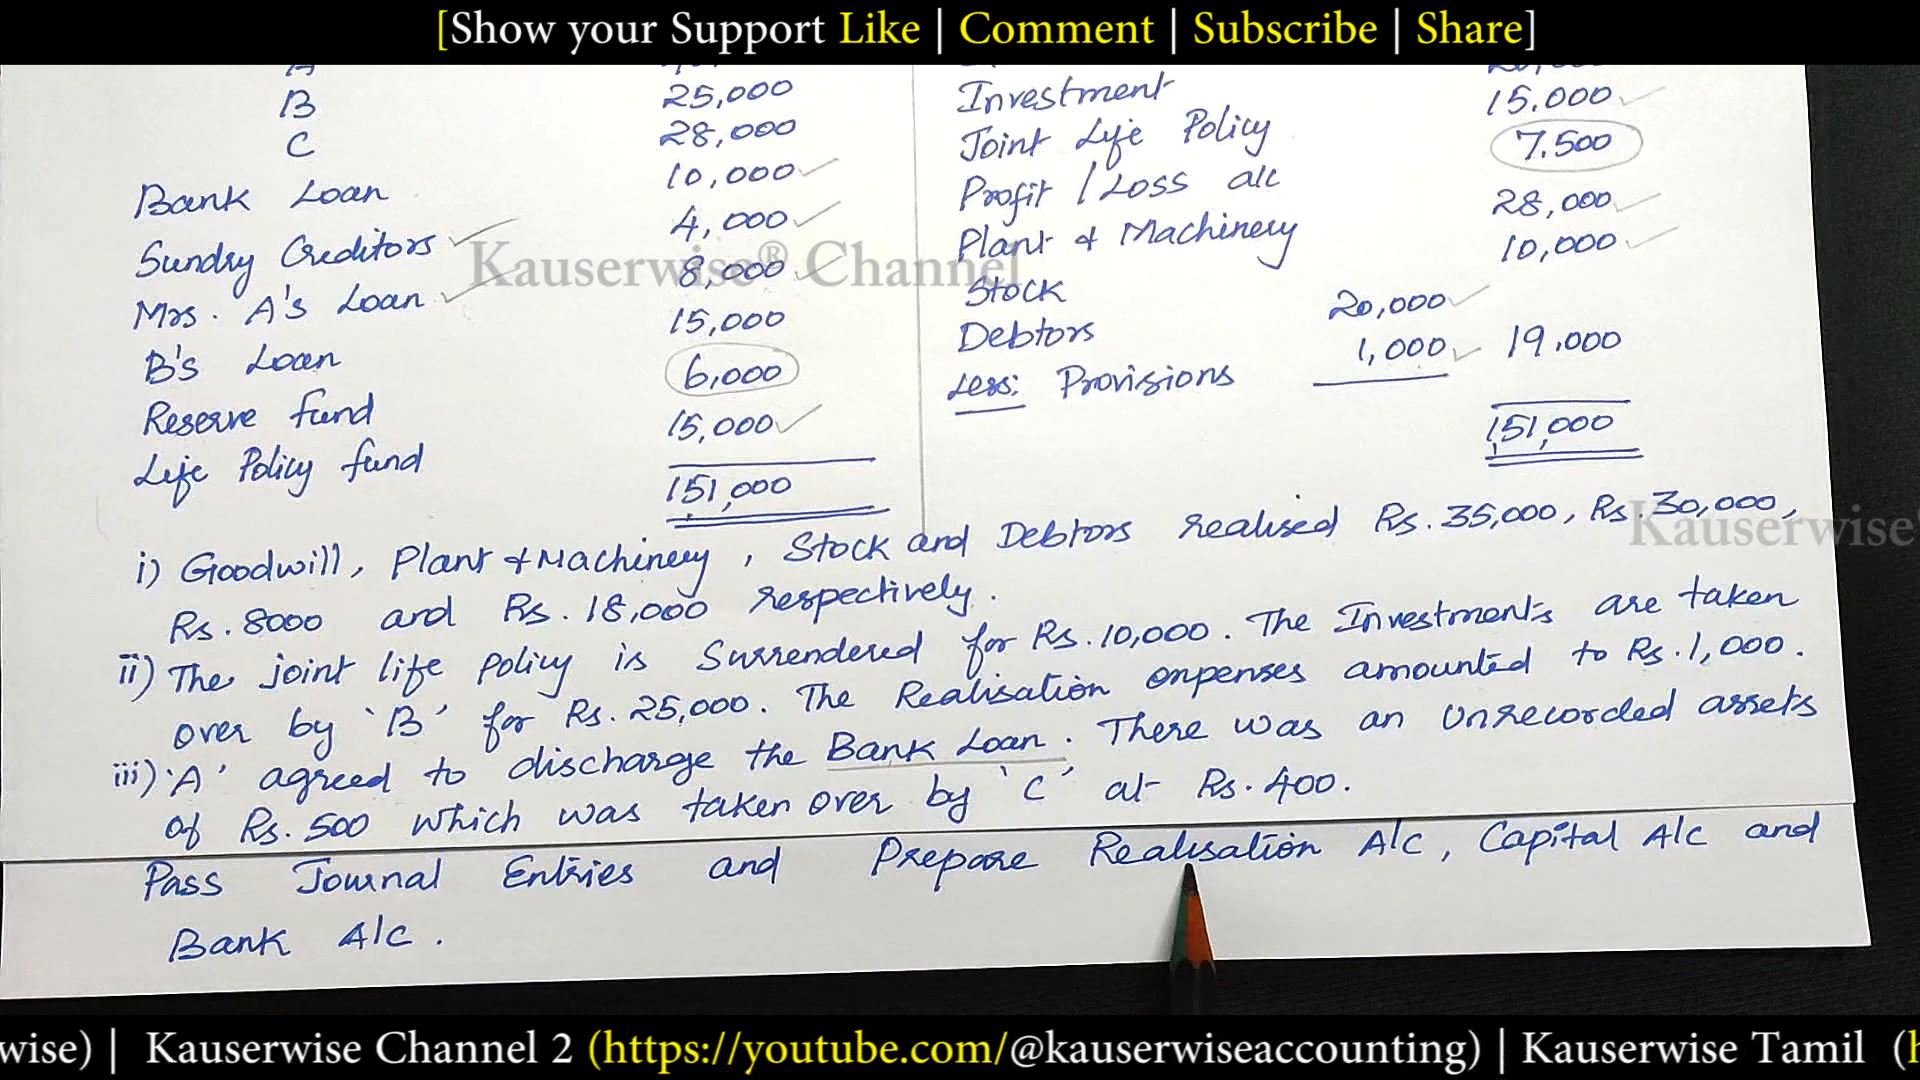 [Show your Support Like | Comment | Subscribe | Share]
A
B 25,000 Investment 15,000
C 28,000 Joint Life Policy 7,500
Bank Loan 10,000 Profit / Loss a/c 28,000
Sundry Creditors 4,000 Plant & Machinery 10,000
Mrs. A's Loan 8,000 Stock 20,000
B's Loan 15,000 Debtors 1,000 19,000
Reserve fund 6,000 Less: Provisions
Life Policy fund 15,000
151,000 151,000
Kauserwise® Channel
Kauserwise
i) Goodwill, Plant & Machinery, Stock and Debtors realised Rs. 35,000, Rs. 30,000,
Rs. 8000 and Rs. 18,000 respectively.
ii) The joint life policy is Surrendered for Rs. 10,000. The Investments are taken
over by 'B' for Rs. 25,000. The Realisation expenses amounted to Rs. 1,000.
iii) 'A' agreed to discharge the Bank Loan. There was an Unrecorded assets
of Rs. 500 which was taken over by 'C' at Rs. 400.
Pass Journal Entries and Prepare Realisation A/c, Capital A/c and
Bank A/c.
wise) | Kauserwise Channel 2 (https://youtube.com/@kauserwiseaccounting) | Kauserwise Tamil (h